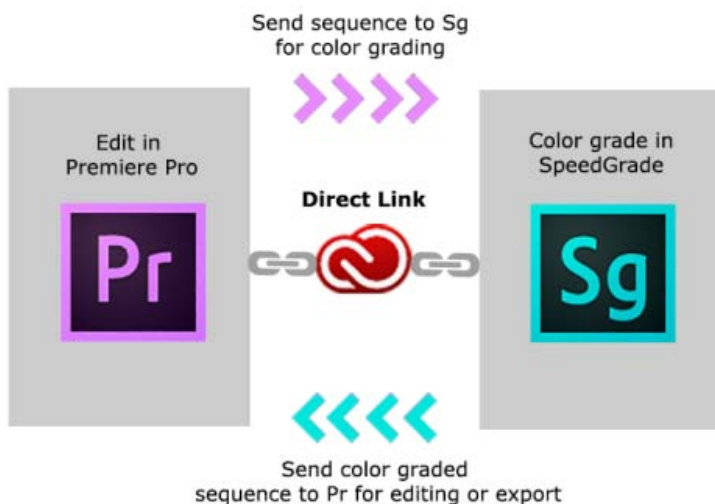 Send sequence to Sg
for color grading
Edit in
Premiere Pro
Pr
Direct Link
Color grade in
SpeedGrade
Sg
Send color graded
sequence to Pr for editing or export